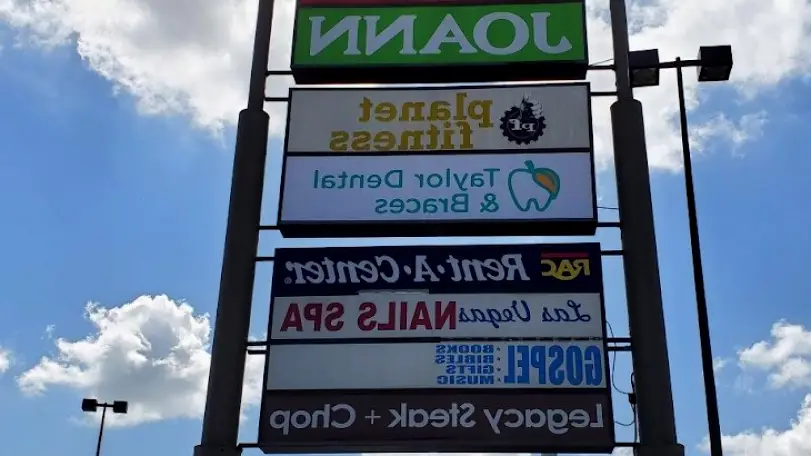 JOANN
planet
fitness
pf
Taylor Dental
& Braces
RAC Rent-A-Center.
Las Vegas NAILS SPA
GOSPEL
· BOOKS
· BIBLES
· GIFTS
· MUSIC
Legacy Steak + Chop